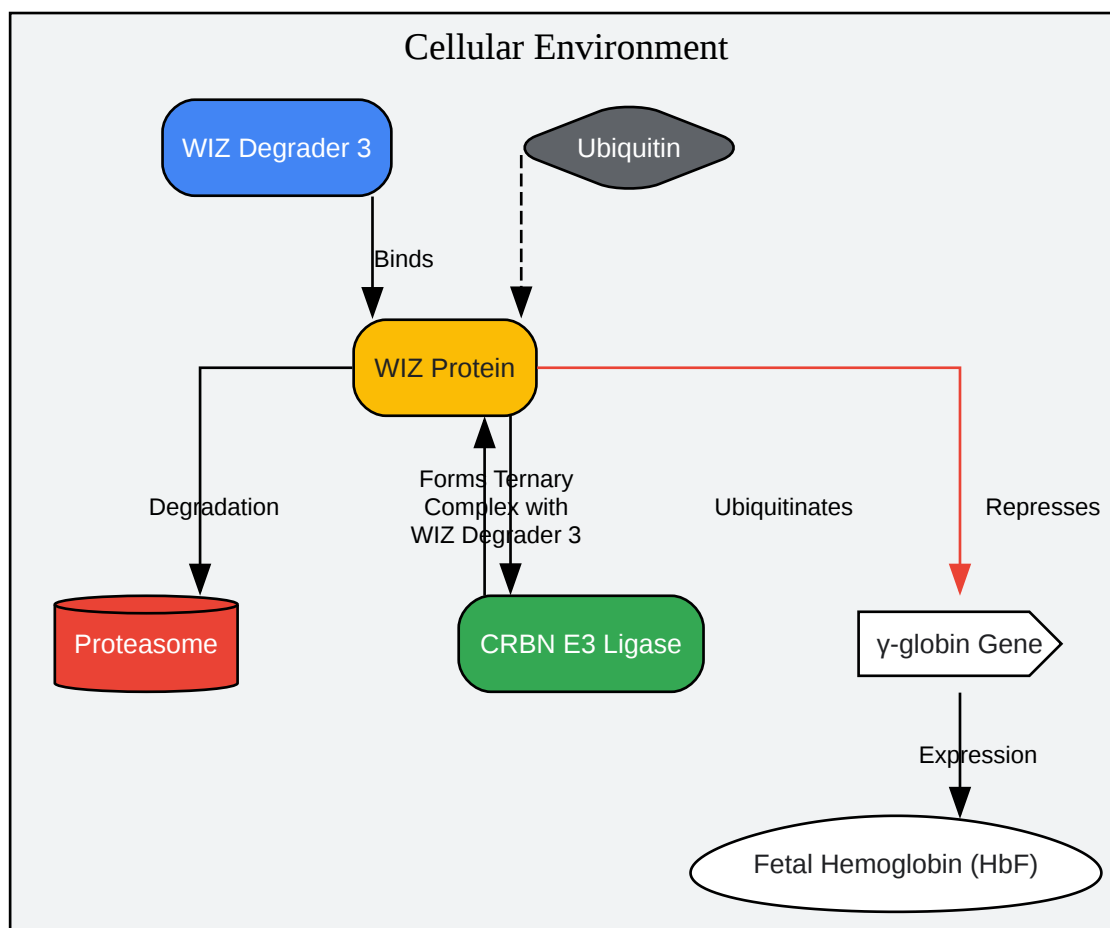 Cellular Environment
WIZ Degrader 3
Ubiquitin
Binds
WIZ Protein
Degradation
Forms Ternary
Complex with
WIZ Degrader 3
Ubiquitinates
Represses
Proteasome
CRBN E3 Ligase
γ-globin Gene
Expression
Fetal Hemoglobin (HbF)